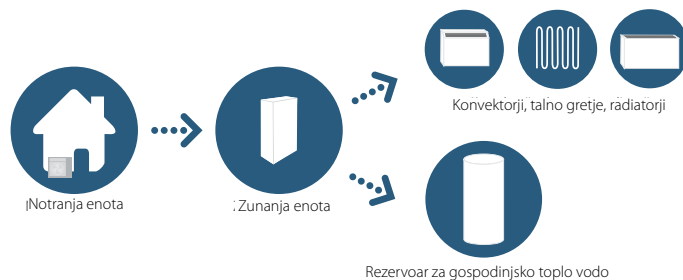 Konvektorji, talno gretje, radiatorji
Notranja enota
Zunanja enota
Rezervoar za gospodinjsko toplo vodo